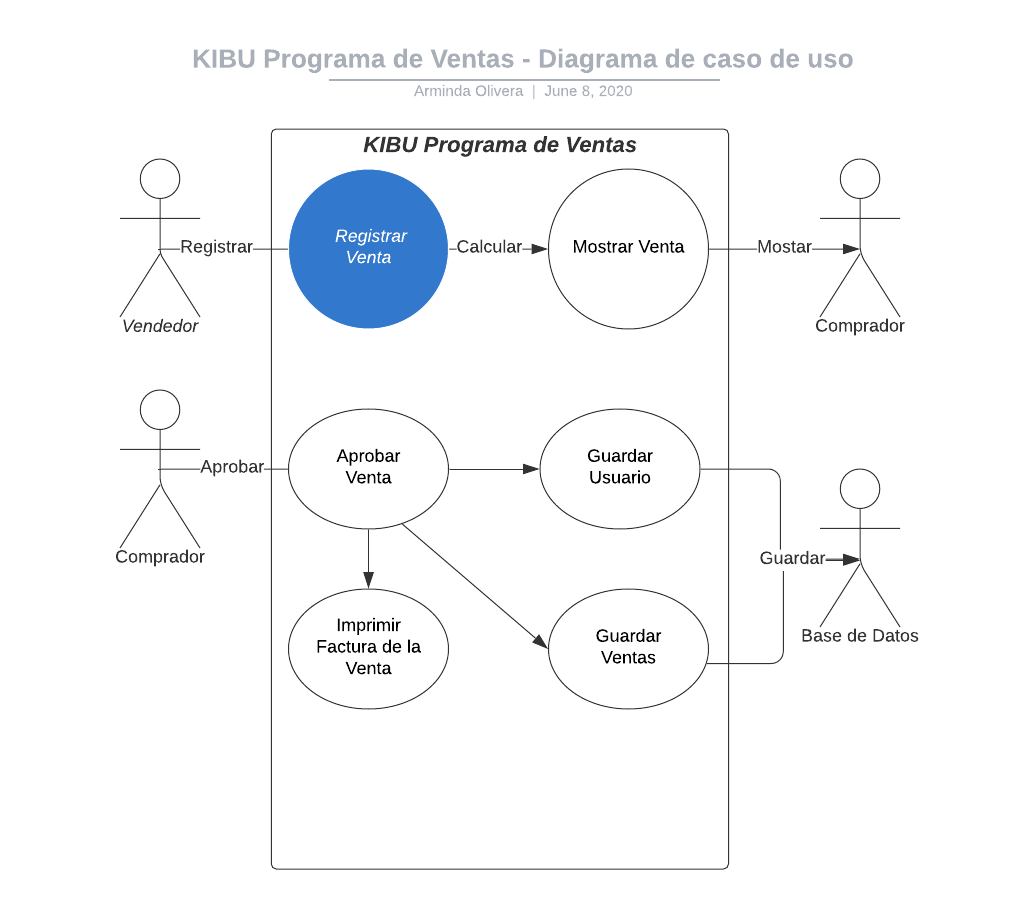 KIBU Programa de Ventas - Diagrama de caso de uso
Arminda Olivera | June 8, 2020
KIBU Programa de Ventas
Registrar
Registrar
Venta
Calcular
Mostrar Venta
Mostar
Vendedor
Comprador
Aprobar
Aprobar
Venta
Guardar
Usuario
Comprador
Guardar
Base de Datos
Imprimir
Factura de la
Venta
Guardar
Ventas